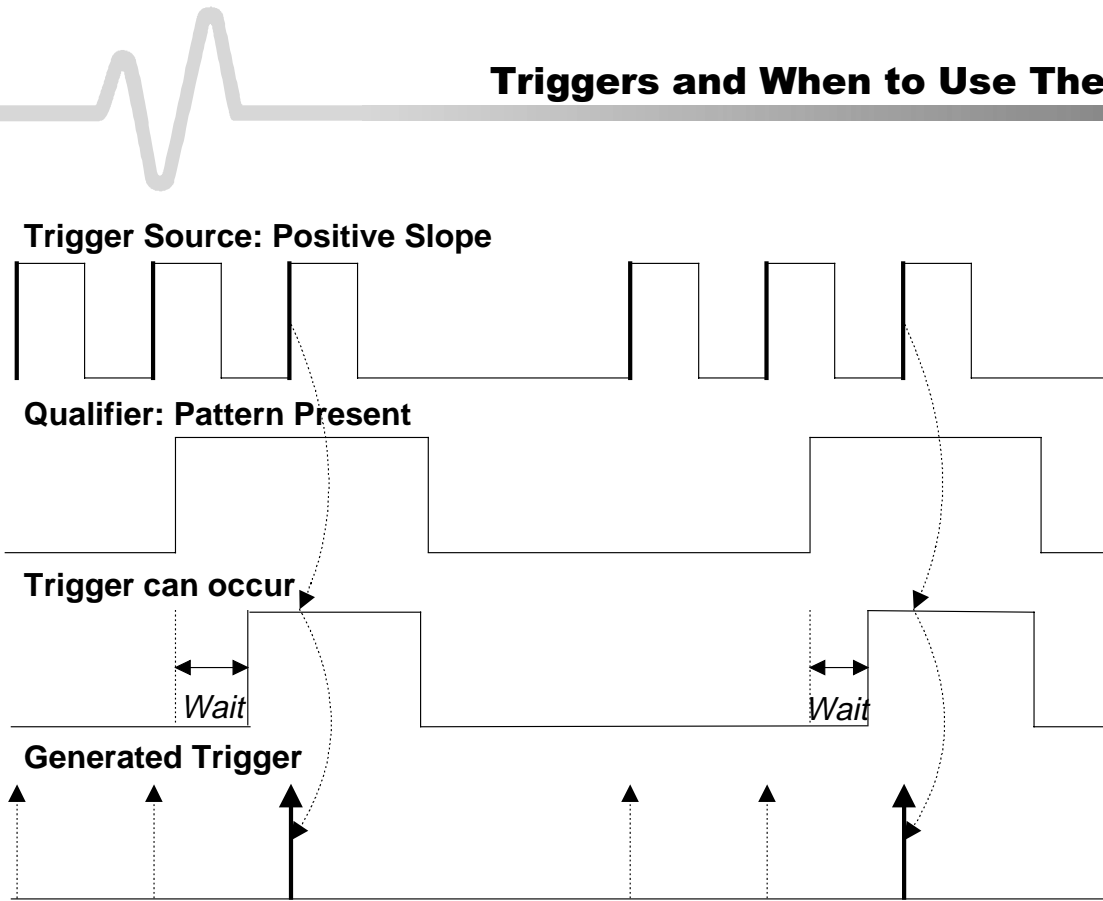 Triggers and When to Use The
Trigger Source: Positive Slope
Qualifier: Pattern Present
Trigger can occur
Wait
Wait
Generated Trigger